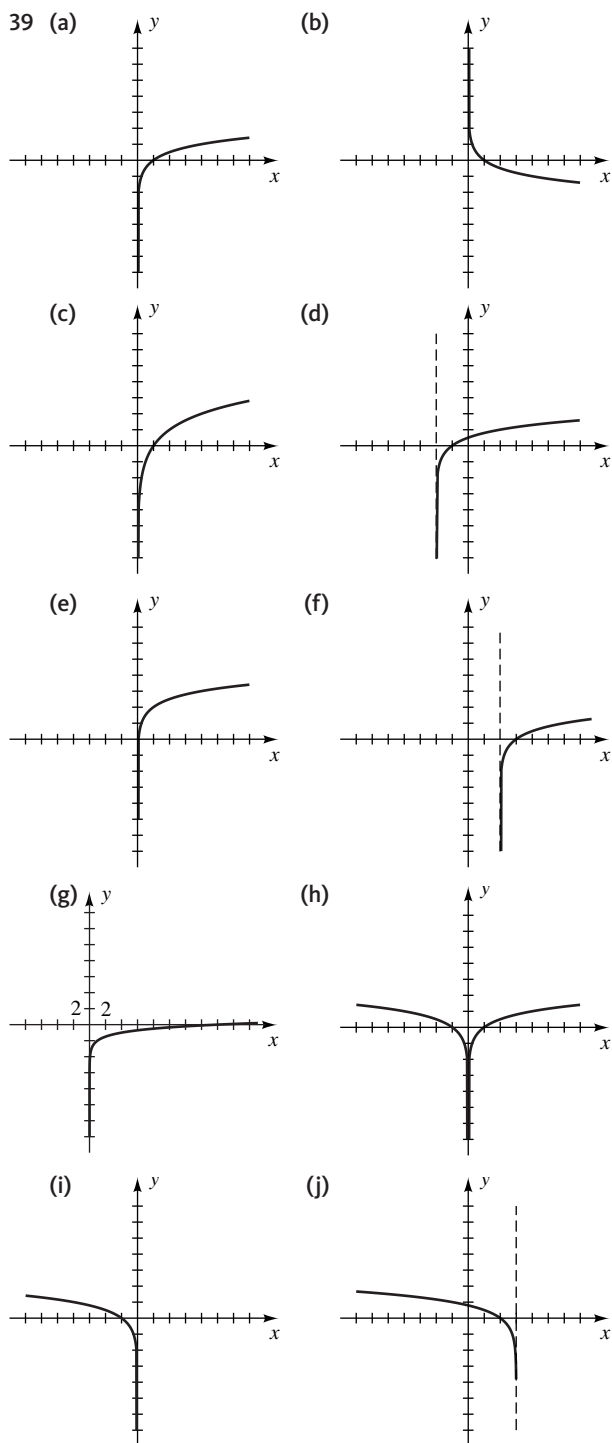 39 (a) y (b) y
x x
(c) y (d) y
x x
(e) y (f) y
x x
(g) y (h) y
2 2
x x
(i) y (j) y
x x